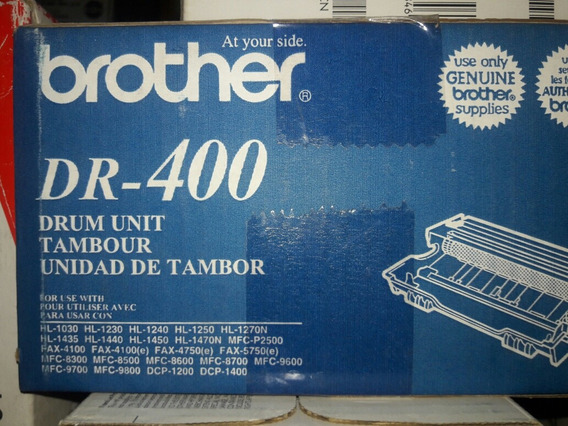 At your side.
brother®
DR-400
DRUM UNIT
TAMBOUR
UNIDAD DE TAMBOR
FOR USE WITH
POUR UTILISER AVEC
PARA USAR CON
HL-1030 HL-1230 HL-1240 HL-1250 HL-1270N
HL-1435 HL-1440 HL-1450 HL-1470N MFC-P2500
FAX-4100 FAX-4100(e) FAX-4750(e) FAX-5750(e)
MFC-8300 MFC-8500 MFC-8600 MFC-8700 MFC-9600
MFC-9700 MFC-9800 DCP-1200 DCP-1400
use only
GENUINE
brother®
supplies